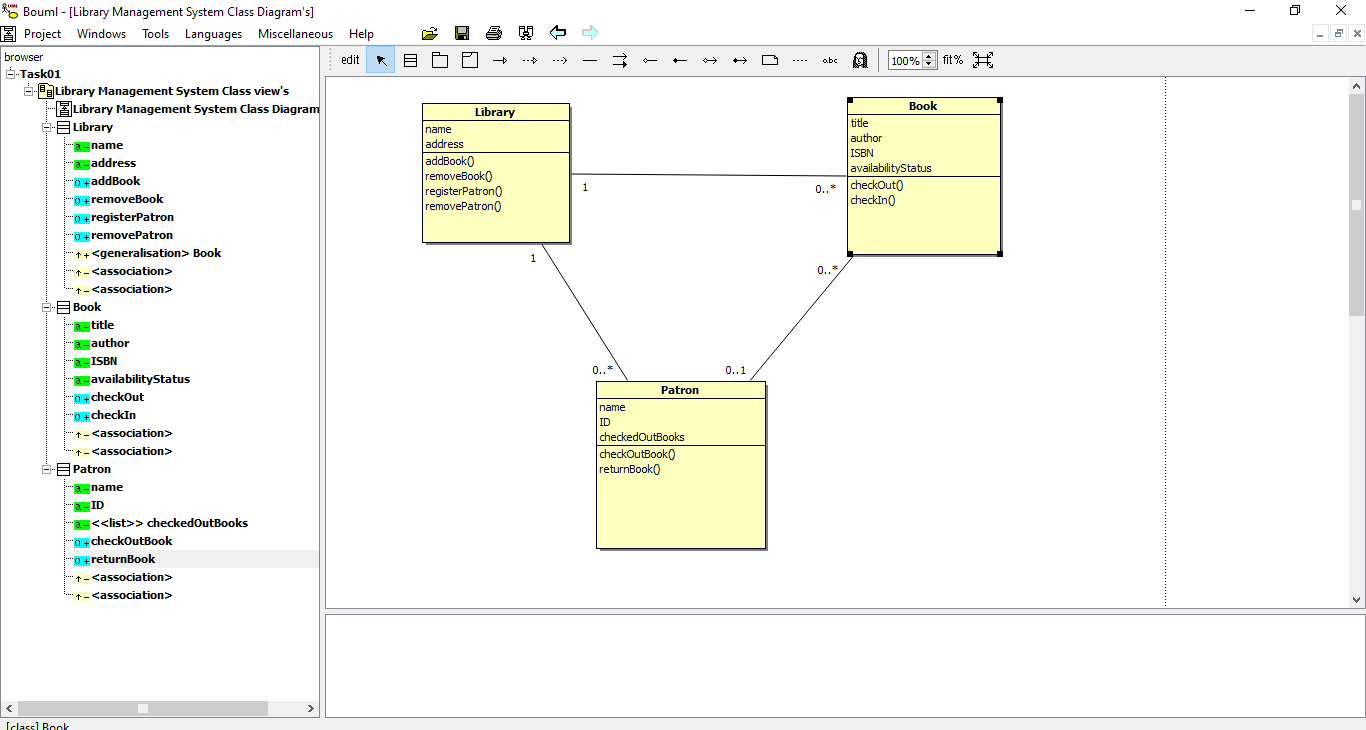 Bouml - [Library Management System Class Diagram's]
Project Windows Tools Languages Miscellaneous Help
browser
Task01
Library Management System Class view's
Library Management System Class Diagram
Library
name
address
addBook
removeBook
registerPatron
removePatron
<generalisation> Book
<association>
<association>
Book
title
author
ISBN
availabilityStatus
checkOut
checkIn
<association>
<association>
Patron
name
ID
<<list>> checkedOutBooks
checkOutBook
returnBook
<association>
<association>
edit abc 100% fit%
Library
name
address
addBook()
removeBook()
registerPatron()
removePatron()
1
0..*
Book
title
author
ISBN
availabilityStatus
checkOut()
checkIn()
1
0..*
0..*
0..1
Patron
name
ID
checkedOutBooks
checkOutBook()
returnBook()
[class] Book